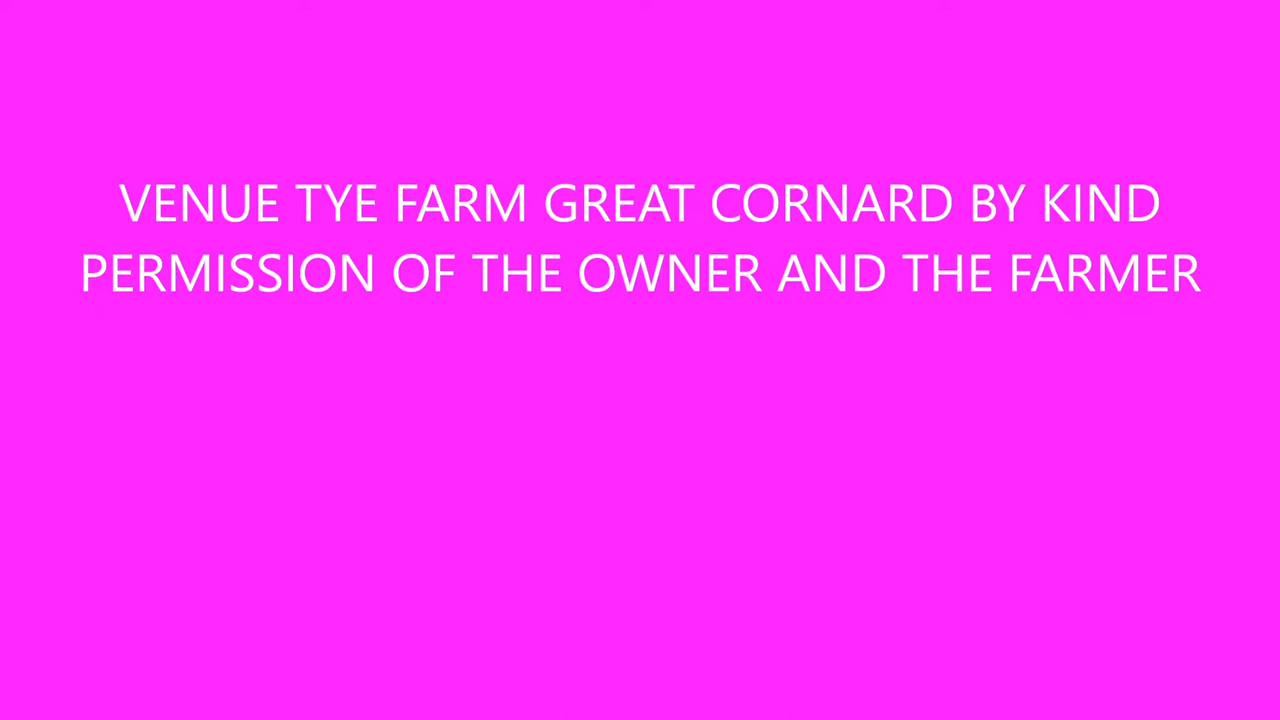 VENUE TYE FARM GREAT CORNARD BY KIND
PERMISSION OF THE OWNER AND THE FARMER